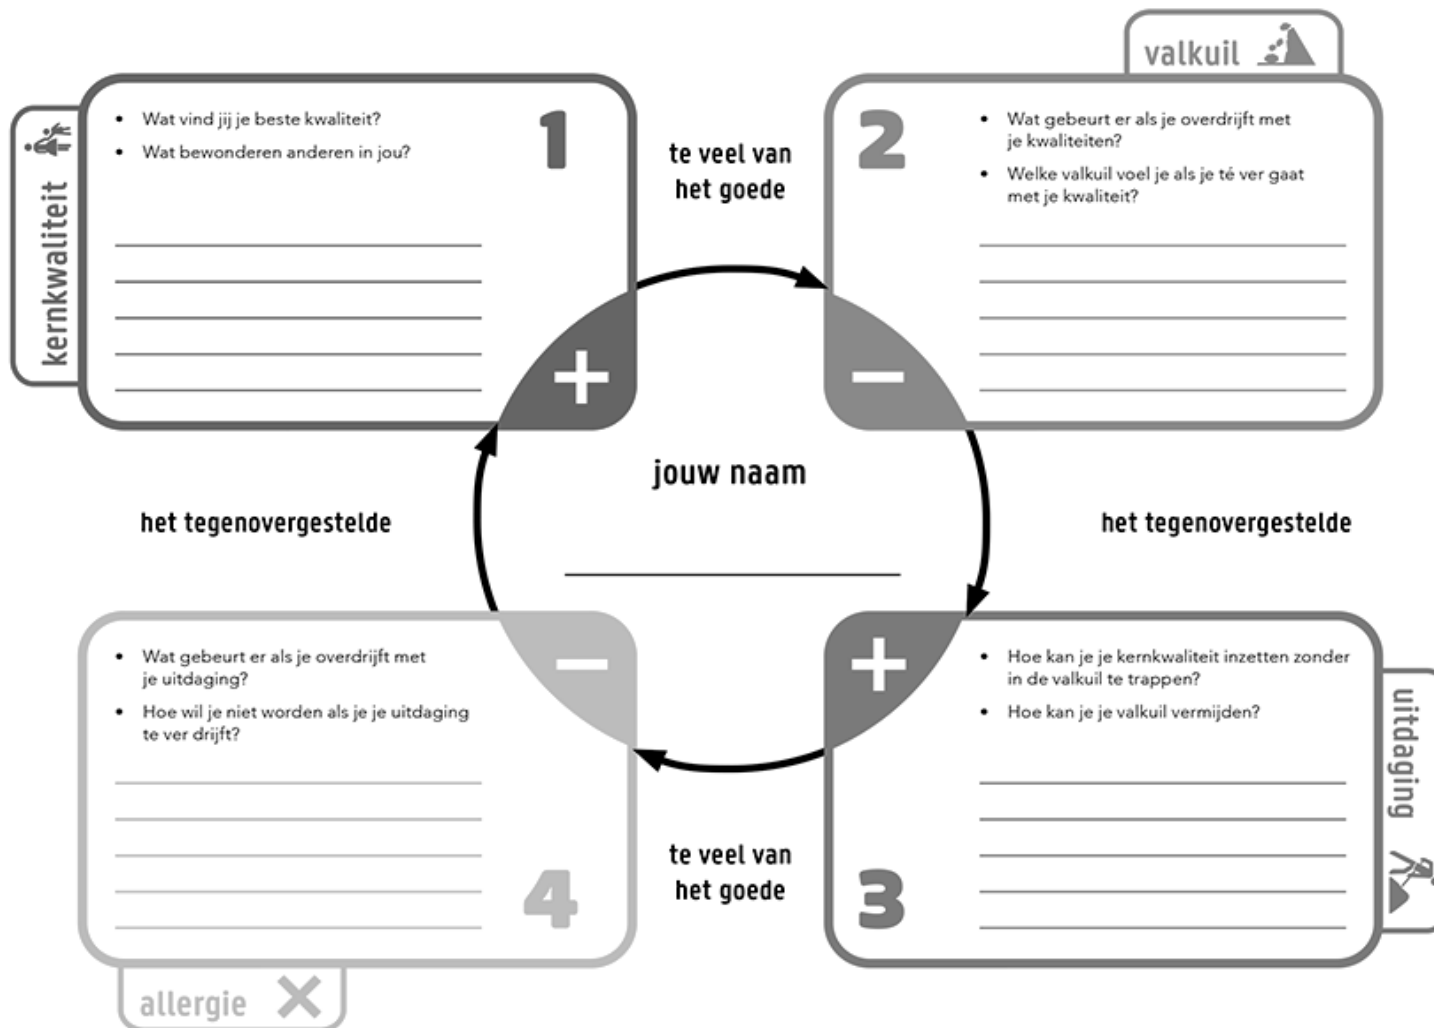 kernkwaliteit
• Wat vind jij je beste kwaliteit?
• Wat bewonderen anderen in jou?
1
+
te veel van
het goede
valkuil
2
• Wat gebeurt er als je overdrijft met
je kwaliteiten?
• Welke valkuil voel je als je té ver gaat
met je kwaliteit?
−
jouw naam
het tegenovergestelde
het tegenovergestelde
uitdaging
+
• Hoe kan je je kernkwaliteit inzetten zonder
in de valkuil te trappen?
• Hoe kan je je valkuil vermijden?
3
te veel van
het goede
−
• Wat gebeurt er als je overdrijft met
je uitdaging?
• Hoe wil je niet worden als je je uitdaging
te ver drijft?
4
allergie